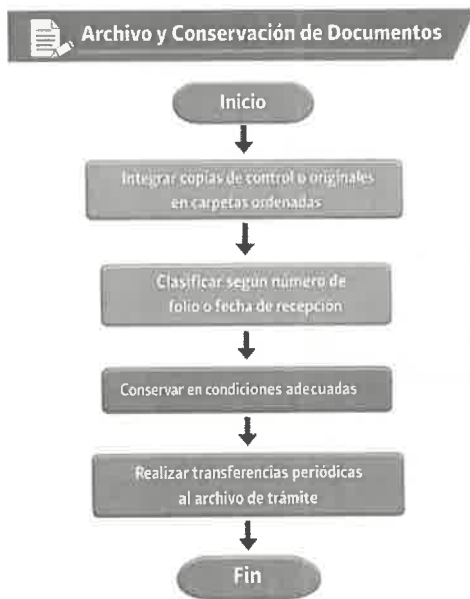 Archivo y Conservación de Documentos
Inicio
Integrar copias de control o originales
en carpetas ordenadas
Clasificar según número de
folio o fecha de recepción
Conservar en condiciones adecuadas
Realizar transferencias periódicas
al archivo de trámite
Fin